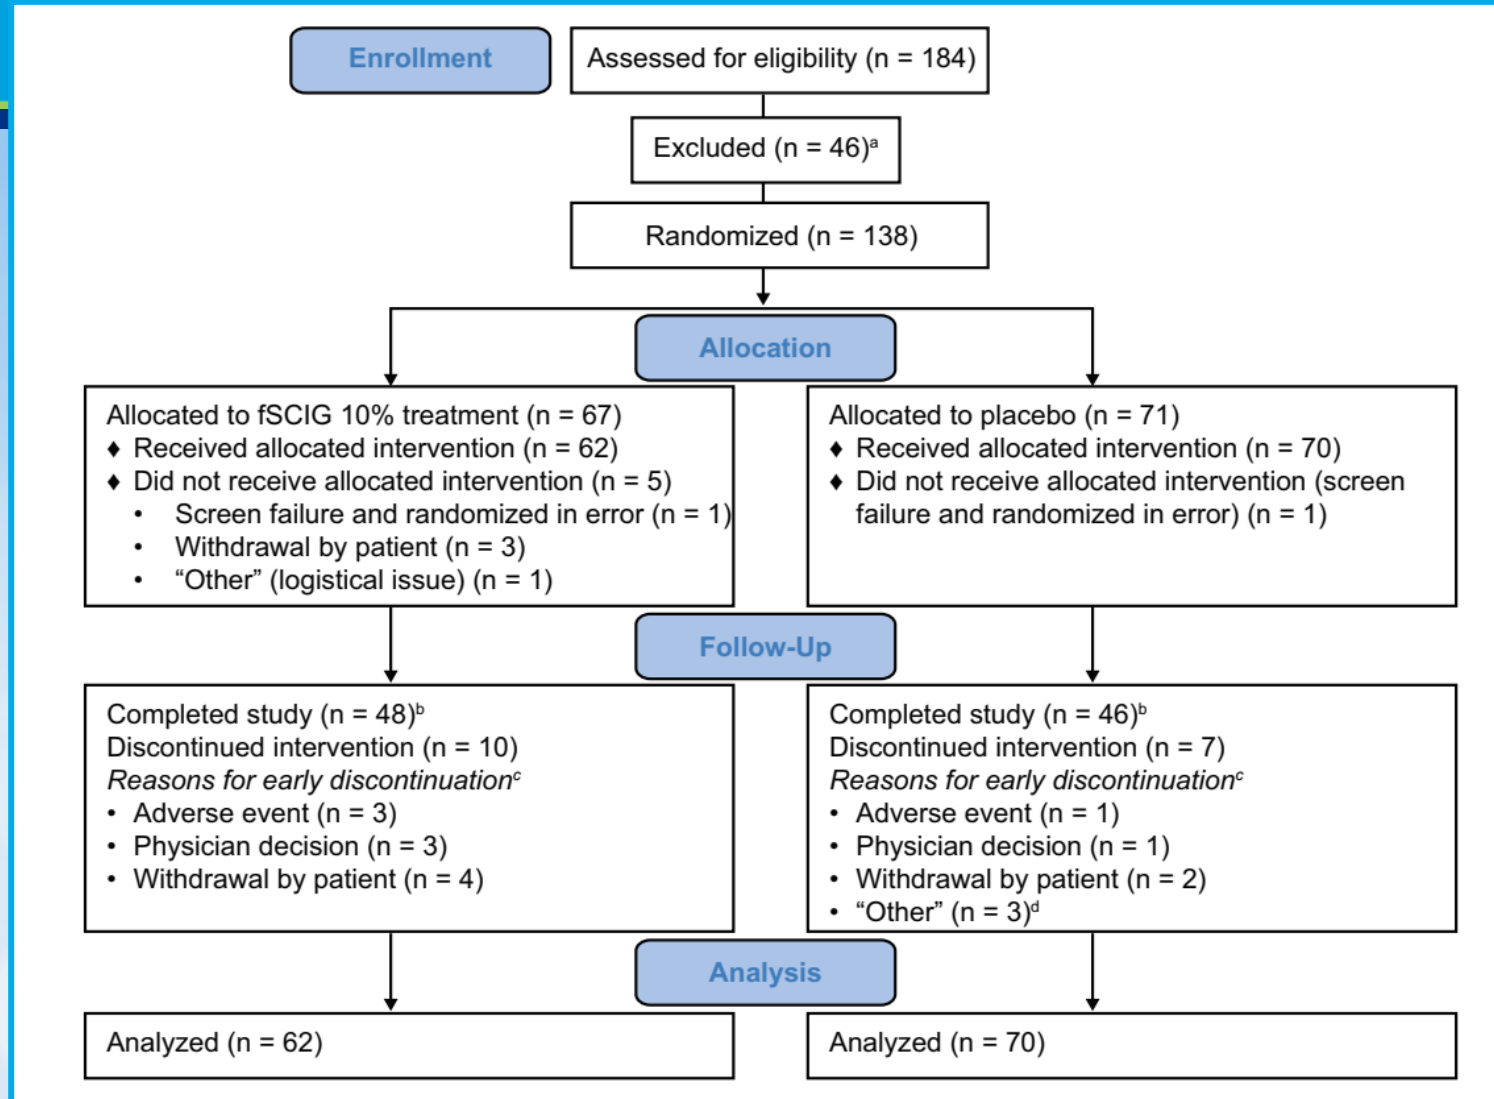 Enrollment
Assessed for eligibility (n = 184)
Excluded (n = 46)ᵃ
Randomized (n = 138)
Allocation
Allocated to fSCIG 10% treatment (n = 67)
♦ Received allocated intervention (n = 62)
♦ Did not receive allocated intervention (n = 5)
• Screen failure and randomized in error (n = 1)
• Withdrawal by patient (n = 3)
• “Other” (logistical issue) (n = 1)
Allocated to placebo (n = 71)
♦ Received allocated intervention (n = 70)
♦ Did not receive allocated intervention (screen
failure and randomized in error) (n = 1)
Follow-Up
Completed study (n = 48)ᵇ
Discontinued intervention (n = 10)
Reasons for early discontinuationᶜ
• Adverse event (n = 3)
• Physician decision (n = 3)
• Withdrawal by patient (n = 4)
Completed study (n = 46)ᵇ
Discontinued intervention (n = 7)
Reasons for early discontinuationᶜ
• Adverse event (n = 1)
• Physician decision (n = 1)
• Withdrawal by patient (n = 2)
• “Other” (n = 3)ᵈ
Analysis
Analyzed (n = 62)
Analyzed (n = 70)